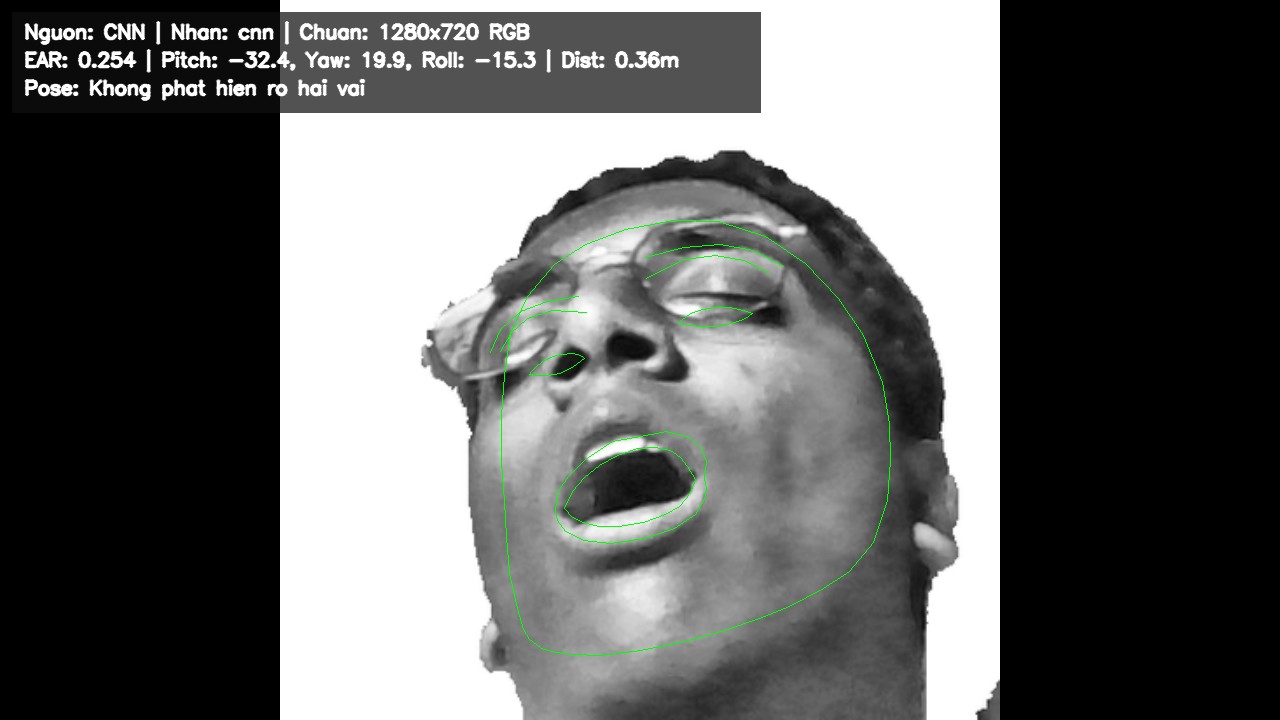 Nguon: CNN | Nhan: cnn | Chuan: 1280x720 RGB
EAR: 0.254 | Pitch: -32.4, Yaw: 19.9, Roll: -15.3 | Dist: 0.36m
Pose: Khong phat hien ro hai vai